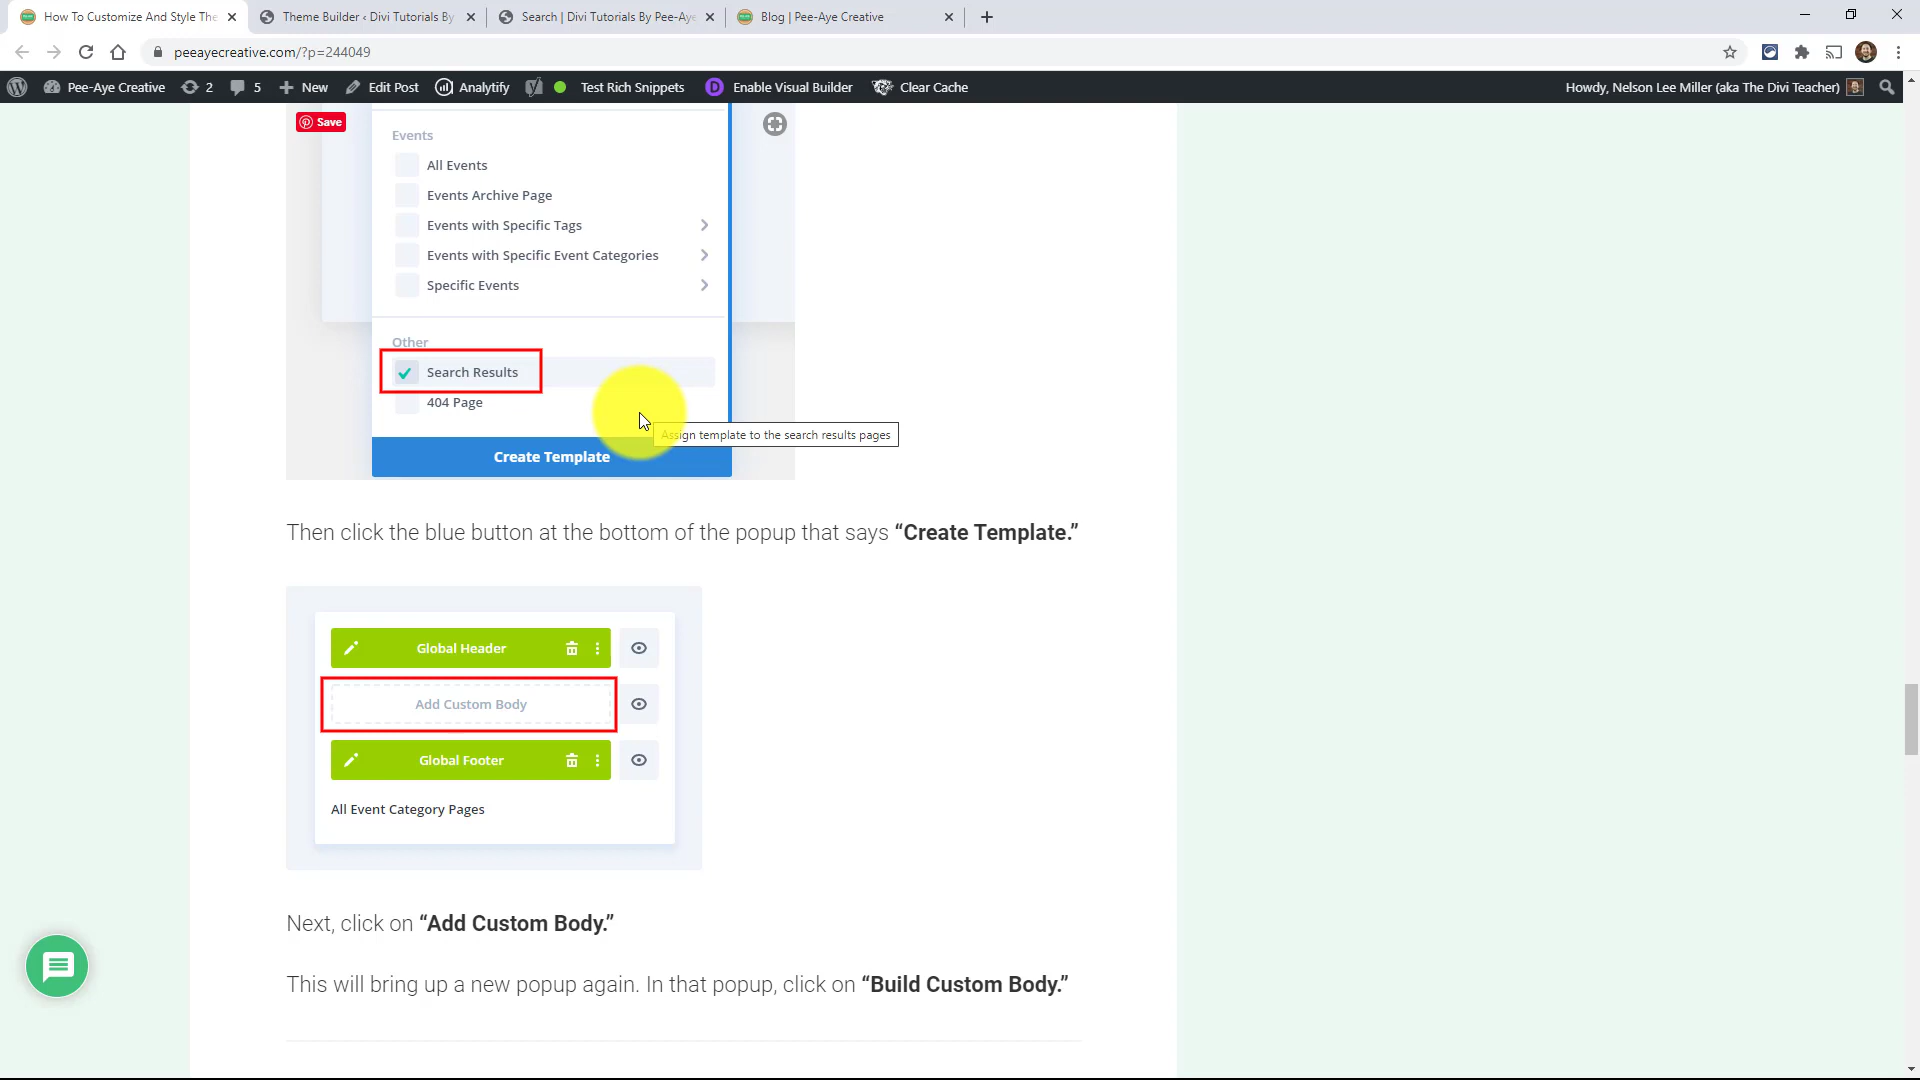 How To Customize And Style The
Theme Builder ‹ Divi Tutorials By
Search | Divi Tutorials By Pee-Aye
Blog | Pee-Aye Creative
peeayecreative.com/?p=244049
Pee-Aye Creative
2
5
New
Edit Post
Analytify
Test Rich Snippets
D
Enable Visual Builder
Clear Cache
Howdy, Nelson Lee Miller (aka The Divi Teacher)
Save
Events
All Events
Events Archive Page
Events with Specific Tags
Events with Specific Event Categories
Specific Events
Other
Search Results
404 Page
Assign template to the search results pages
Create Template
Then click the blue button at the bottom of the popup that says “Create Template.”
Global Header
Add Custom Body
Global Footer
All Event Category Pages
Next, click on “Add Custom Body.”
This will bring up a new popup again. In that popup, click on “Build Custom Body.”